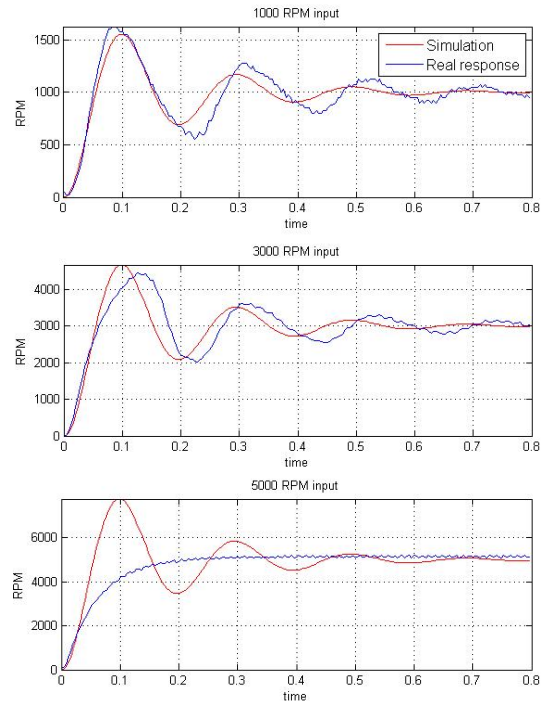 1000 RPM input
1500
1000
500
0
RPM
Simulation
Real response
0 0.1 0.2 0.3 0.4 0.5 0.6 0.7 0.8
time
3000 RPM input
4000
3000
2000
1000
0
RPM
0 0.1 0.2 0.3 0.4 0.5 0.6 0.7 0.8
time
5000 RPM input
6000
4000
2000
0
RPM
0 0.1 0.2 0.3 0.4 0.5 0.6 0.7 0.8
time